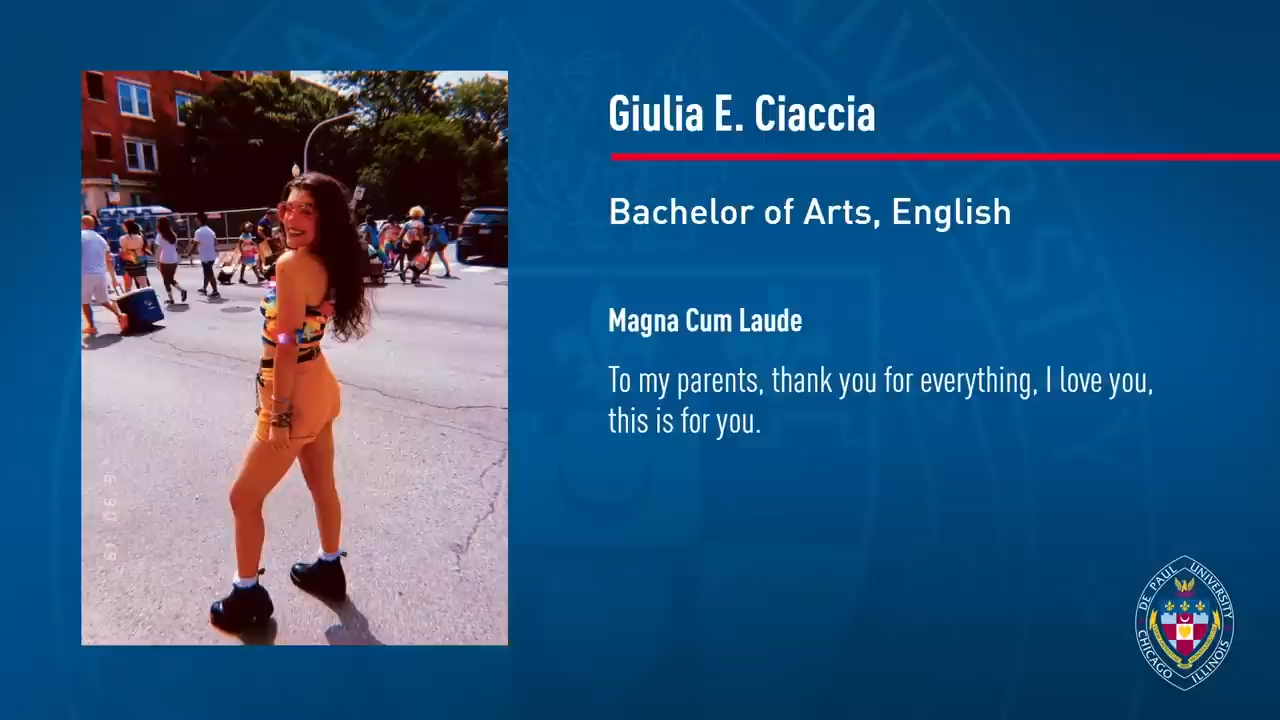 Giulia E. Ciaccia
Bachelor of Arts, English
Magna Cum Laude
To my parents, thank you for everything, I love you,
this is for you.
DE PAUL UNIVERSITY
CHICAGO ILLINOIS